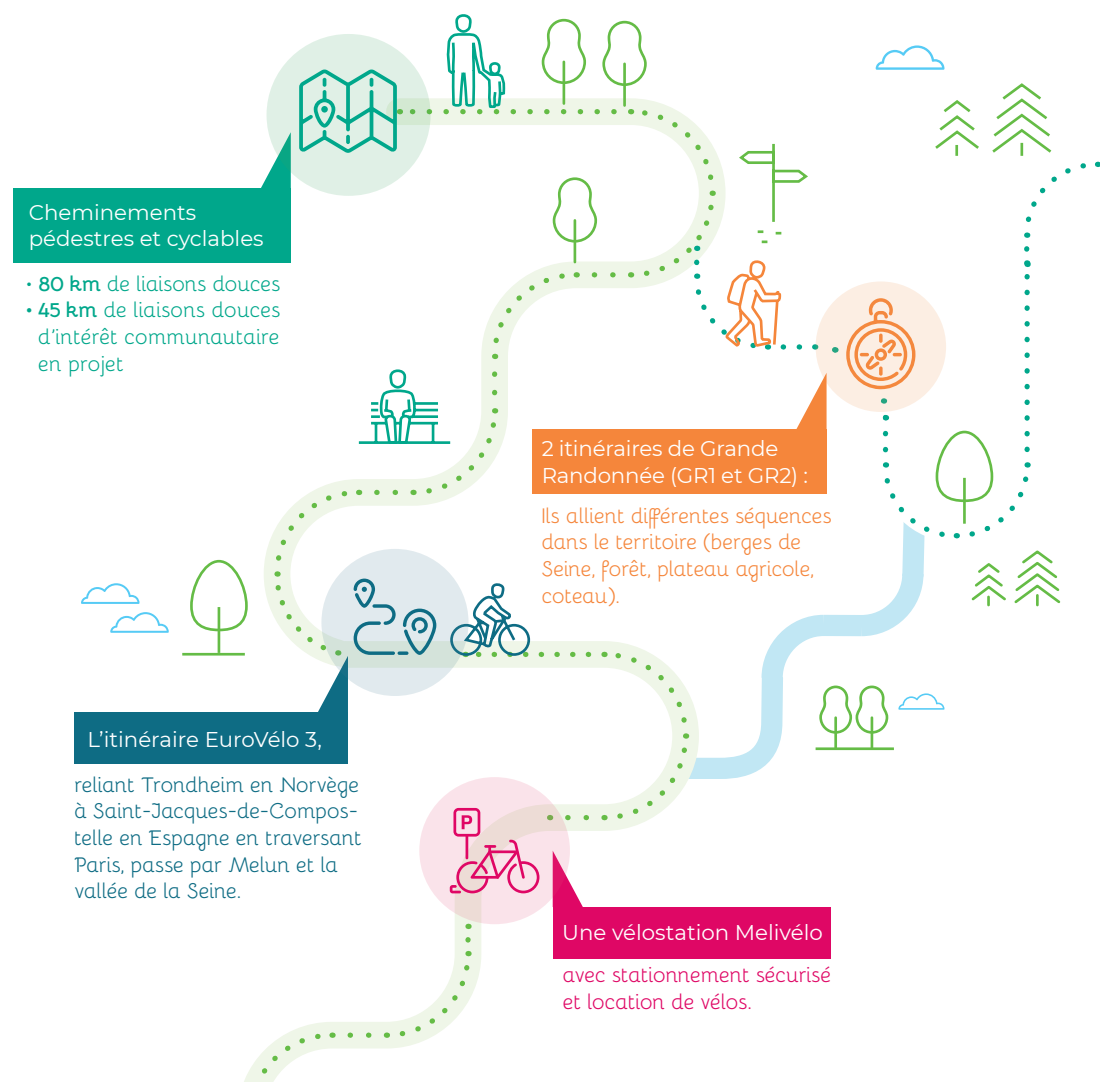 Cheminements
pédestres et cyclables
• 80 km de liaisons douces
• 45 km de liaisons douces
d'intérêt communautaire
en projet
2 itinéraires de Grande
Randonnée (GR1 et GR2) :
Ils allient différentes séquences
dans le territoire (berges de
Seine, forêt, plateau agricole,
coteau).
L'itinéraire EuroVélo 3,
reliant Trondheim en Norvège
à Saint-Jacques-de-Compos-
telle en Espagne en traversant
Paris, passe par Melun et la
vallée de la Seine.
P
Une vélostation Melivélo
avec stationnement sécurisé
et location de vélos.